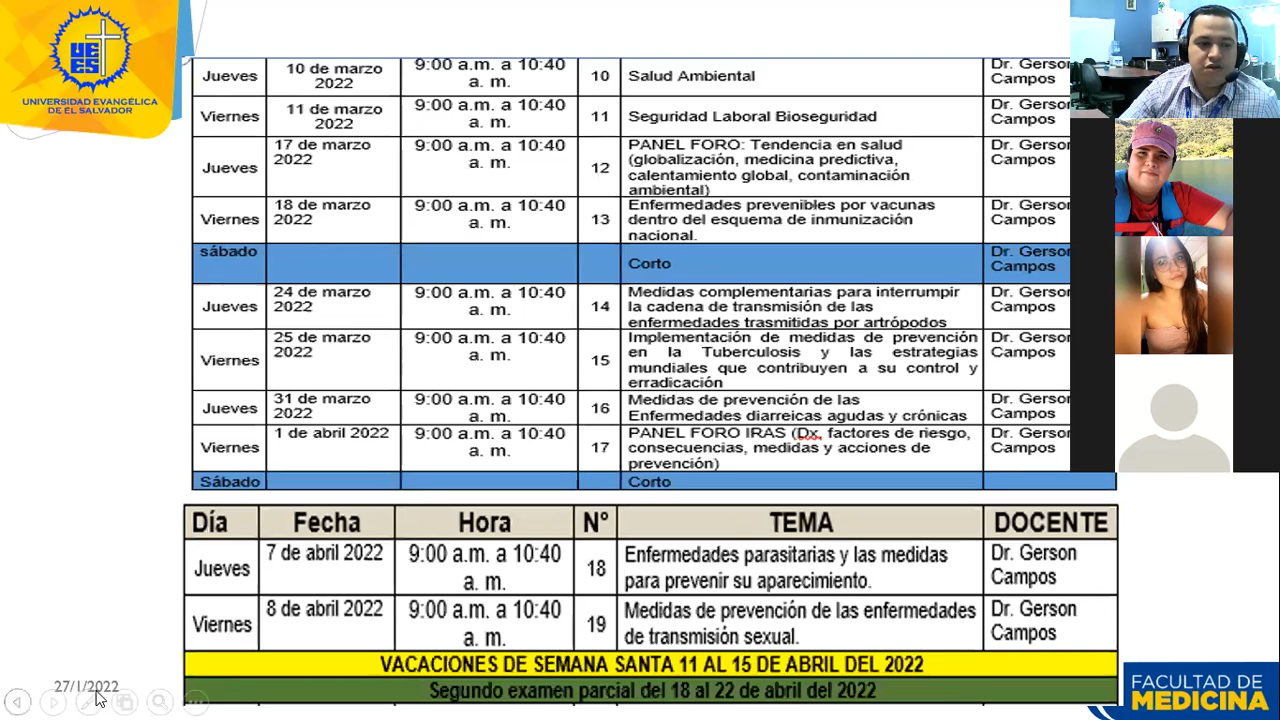 UE
ES
UNIVERSIDAD EVANGÉLICA
DE EL SALVADOR
Jueves 10 de marzo 2022 9:00 a.m. a 10:40 a. m. 10 Salud Ambiental Dr. Gerson Campos
Viernes 11 de marzo 2022 9:00 a.m. a 10:40 a. m. 11 Seguridad Laboral Bioseguridad Dr. Gerson Campos
Jueves 17 de marzo 2022 9:00 a.m. a 10:40 a. m. 12 PANEL FORO: Tendencia en salud
(globalización, medicina predictiva,
calentamiento global, contaminación
ambiental) Dr. Gerson Campos
Viernes 18 de marzo 2022 9:00 a.m. a 10:40 a. m. 13 Enfermedades prevenibles por vacunas
dentro del esquema de inmunización
nacional. Dr. Gerson Campos
sábado Corto Dr. Gerson Campos
Jueves 24 de marzo 2022 9:00 a.m. a 10:40 a. m. 14 Medidas complementarias para interrumpir
la cadena de transmisión de las
enfermedades trasmitidas por artrópodos Dr. Gerson Campos
Viernes 25 de marzo 2022 9:00 a.m. a 10:40 a. m. 15 Implementación de medidas de prevención
en la Tuberculosis y las estrategias
mundiales que contribuyen a su control y
erradicación Dr. Gerson Campos
Jueves 31 de marzo 2022 9:00 a.m. a 10:40 a. m. 16 Medidas de prevención de las
Enfermedades diarreicas agudas y crónicas Dr. Gerson Campos
Viernes 1 de abril 2022 9:00 a.m. a 10:40 a. m. 17 PANEL FORO IRAS (Dx, factores de riesgo,
consecuencias, medidas y acciones de
prevención) Dr. Gerson Campos
Sábado Corto
Día Fecha Hora N° TEMA DOCENTE
Jueves 7 de abril 2022 9:00 a.m. a 10:40 a. m. 18 Enfermedades parasitarias y las medidas
para prevenir su aparecimiento. Dr. Gerson Campos
Viernes 8 de abril 2022 9:00 a.m. a 10:40 a. m. 19 Medidas de prevención de las enfermedades
de transmisión sexual. Dr. Gerson Campos
VACACIONES DE SEMANA SANTA 11 AL 15 DE ABRIL DEL 2022
Segundo examen parcial del 18 al 22 de abril del 2022
27/1/2022
FACULTAD DE
MEDICINA